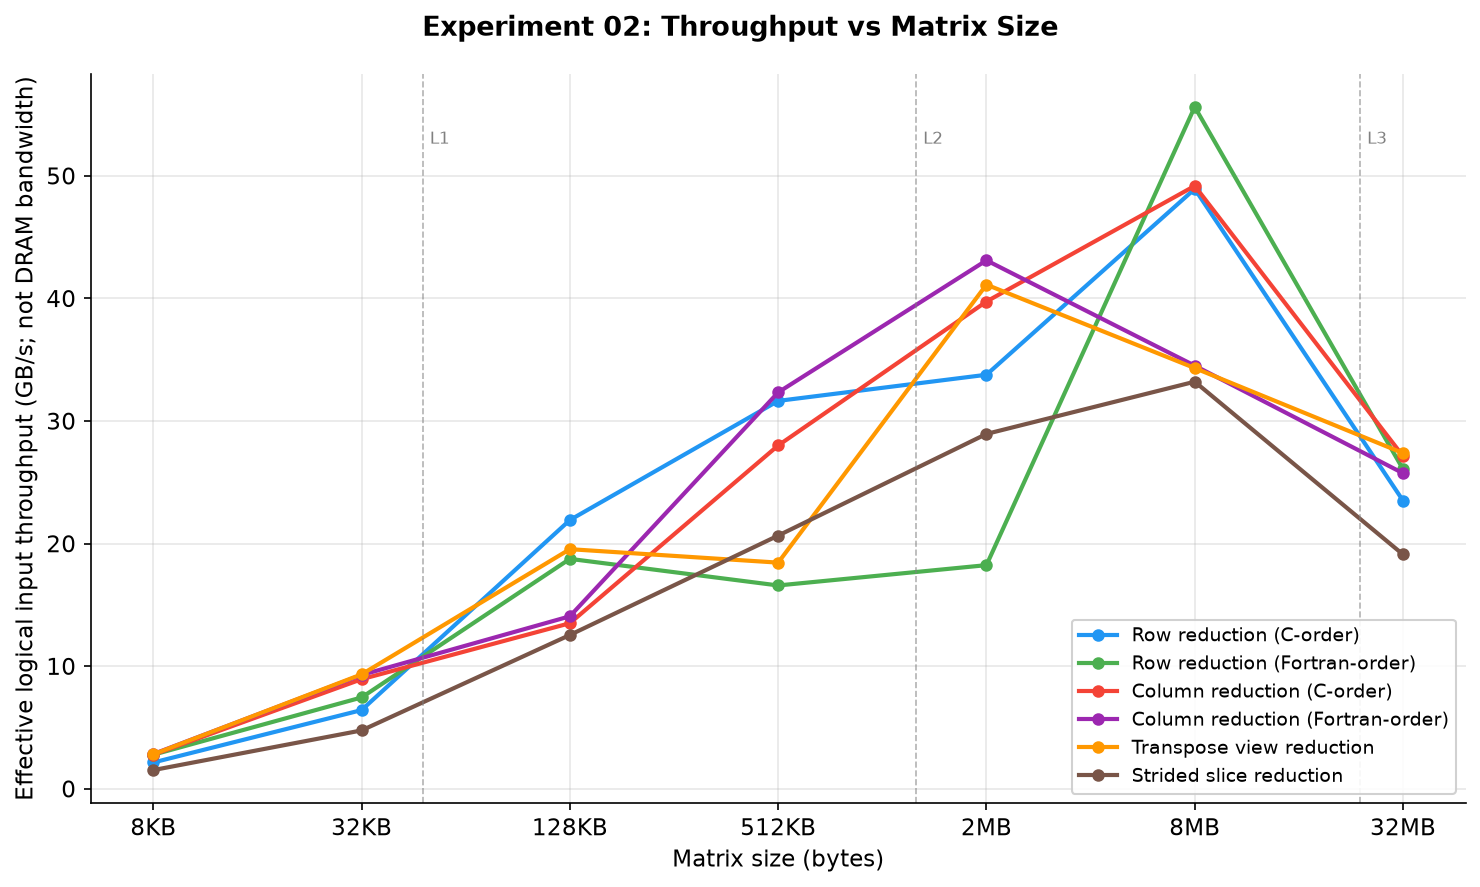 Experiment 02: Throughput vs Matrix Size
Effective logical input throughput (GB/s; not DRAM bandwidth)
50
40
30
20
10
0
L1
L2
L3
Row reduction (C-order)
Row reduction (Fortran-order)
Column reduction (C-order)
Column reduction (Fortran-order)
Transpose view reduction
Strided slice reduction
8KB
32KB
128KB
512KB
2MB
8MB
32MB
Matrix size (bytes)